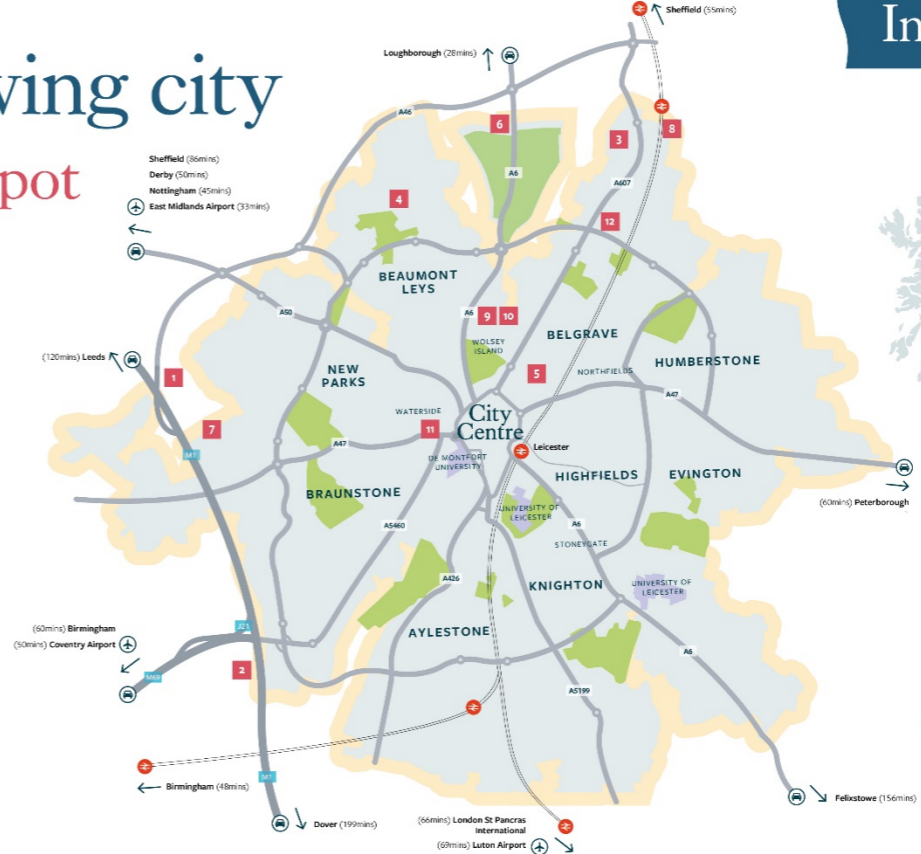 In
wing city
pot
Sheffield (55mins)
Loughborough (28mins)
A46
6
3
8
Sheffield (86mins)
Derby (50mins)
Nottingham (45mins)
East Midlands Airport (33mins)
A6
A607
4
12
BEAUMONT
LEYS
A50
A6
9
10
BELGRAVE
WOLSEY
ISLAND
(120mins) Leeds
1
NEW
PARKS
5
NORTHFIELDS
HUMBERSTONE
A47
WATERSIDE
City
Centre
7
11
A47
M1
Leicester
DE MONTFORT
UNIVERSITY
HIGHFIELDS
EVINGTON
(60mins) Peterborough
BRAUNSTONE
UNIVERSITY OF
LEICESTER
A5460
A6
STONEYGATE
A426
KNIGHTON
UNIVERSITY OF
LEICESTER
(60mins) Birmingham
(50mins) Coventry Airport
J21
AYLESTONE
M69
2
A6
A5199
M1
Birmingham (48mins)
Dover (199mins)
(66mins) London St Pancras
International
(69mins) Luton Airport
Felixstowe (156mins)